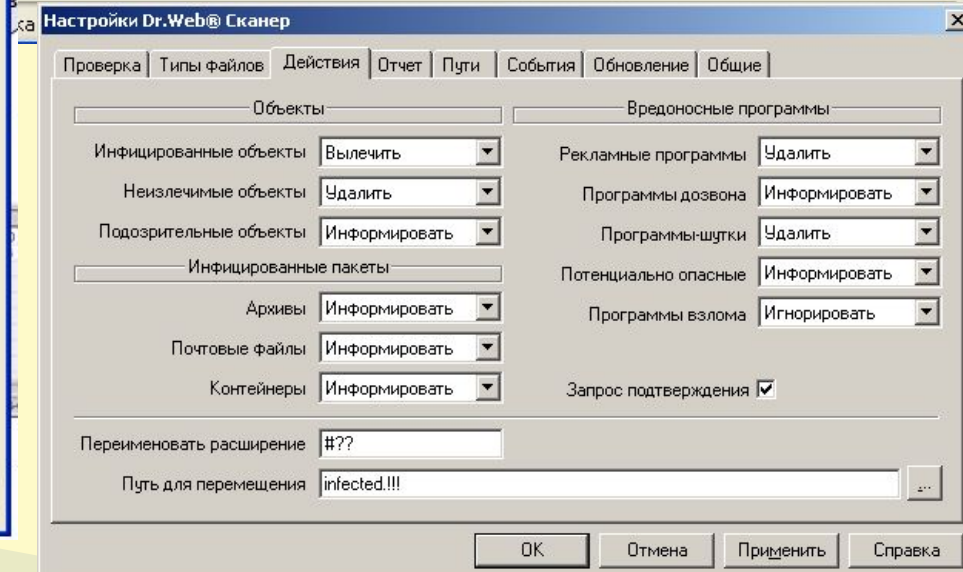 Настройки Dr.Web® Сканер
Проверка Типы файлов Действия Отчет Пути События Обновление Общие
Объекты
Инфицированные объекты Вылечить
Неизлечимые объекты Удалить
Подозрительные объекты Информировать
Инфицированные пакеты
Архивы Информировать
Почтовые файлы Информировать
Контейнеры Информировать
Вредоносные программы
Рекламные программы Удалить
Программы дозвона Информировать
Программы-шутки Удалить
Потенциально опасные Информировать
Программы взлома Игнорировать
Запрос подтверждения
Переименовать расширение #??
Путь для перемещения infected.!!!
...
OK Отмена Применить Справка